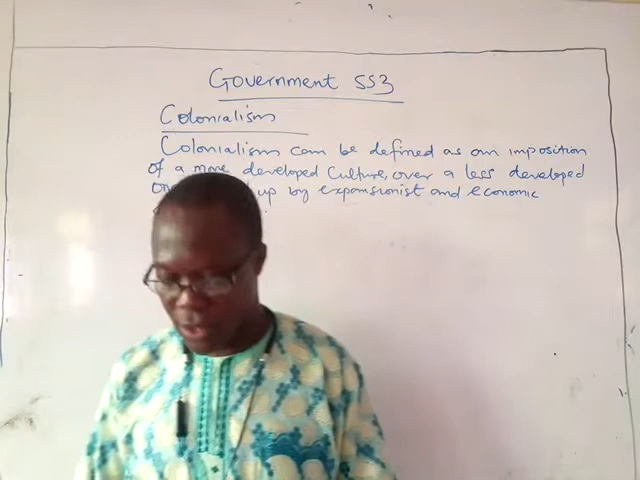 Government SS3
Colonialism
Colonialism can be defined as an imposition
of a more developed Culture, over a less developed
up by expansionist and economic